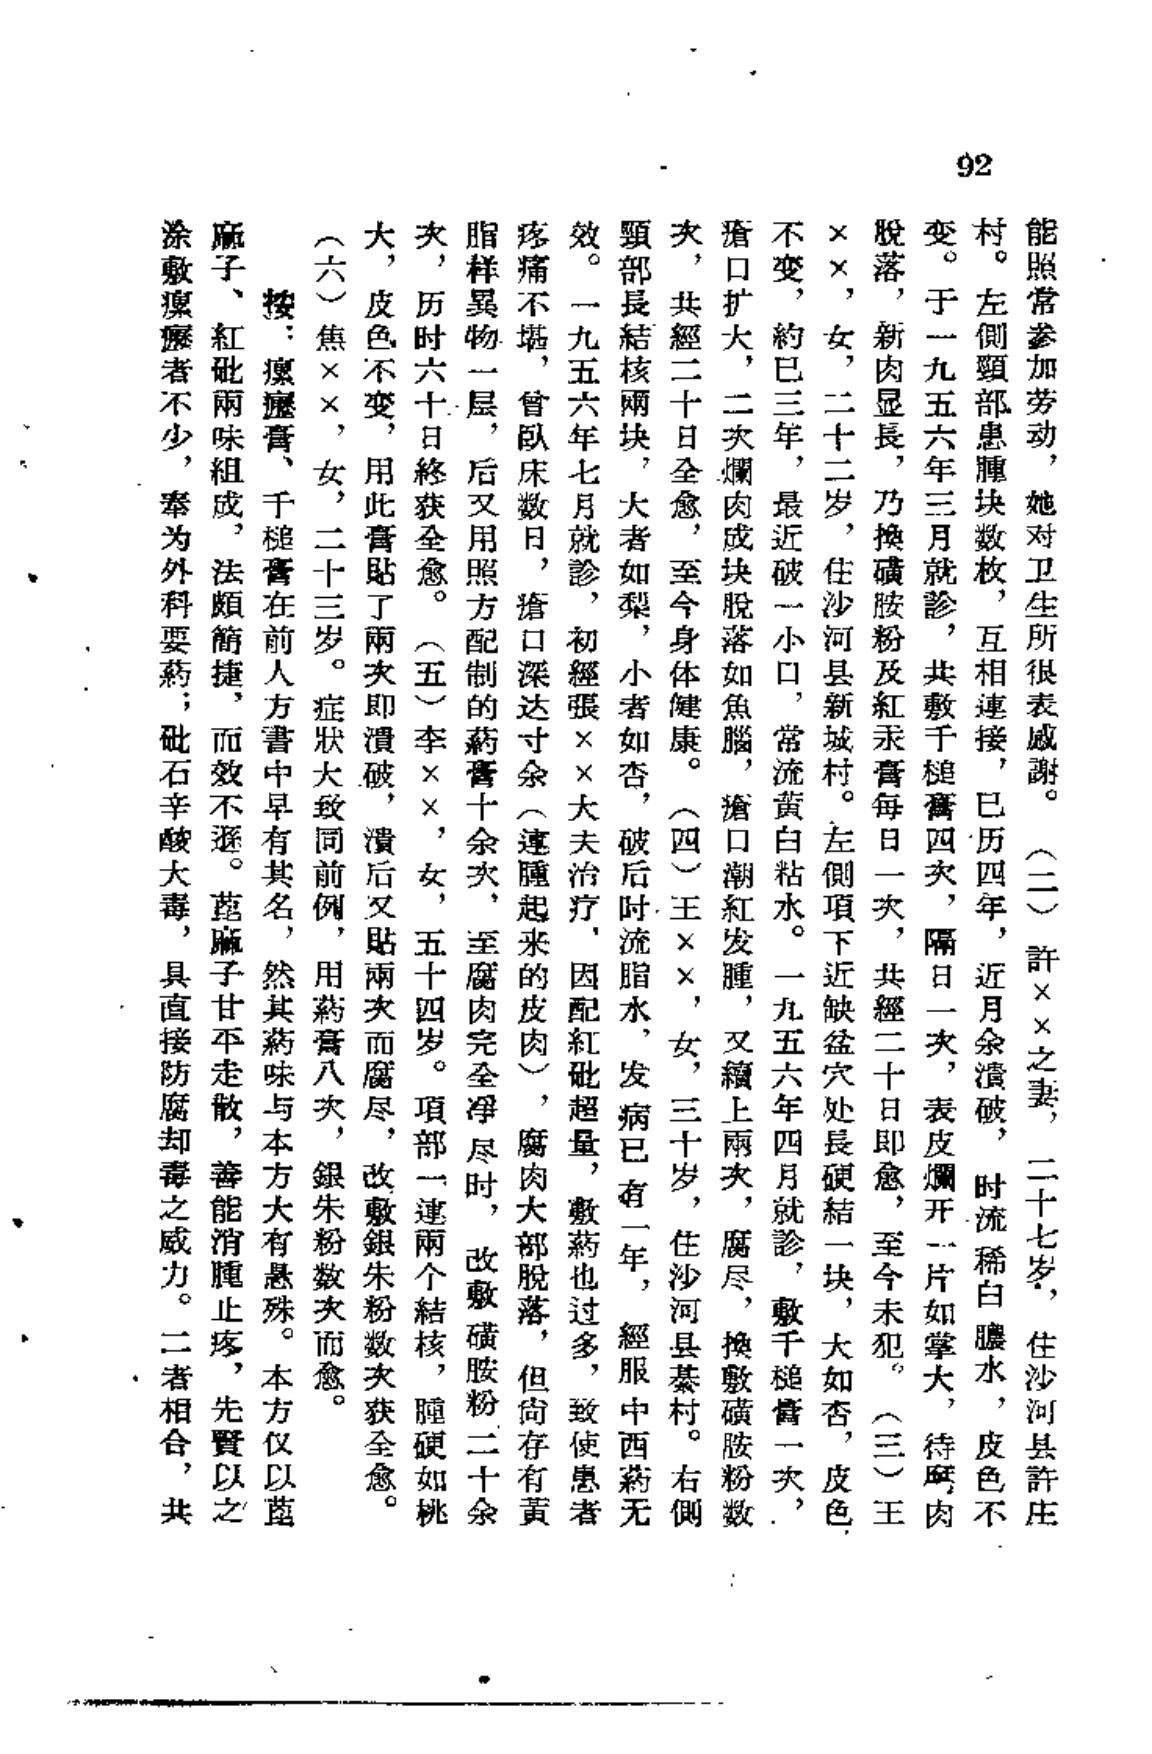 92
能照常参加劳动，她对卫生所很表感謝。（二）許××之妻，二十七岁，住沙河县許庄
村。左側頸部患腫块数枚，互相連接，已历四年，近月余潰破，时流稀白膿水，皮色不
变。于一九五六年三月就診，共敷千槌膏四次，隔日一次，表皮爛开一片如掌大，待腐肉
脫落，新肉显長，乃換磺胺粉及紅汞膏每日一次，共經二十日即愈，至今未犯。（三）王
××，女，二十二岁，住沙河县新城村。左側項下近缺盆穴处長硬結一块，大如杏，皮色
不变，約已三年，最近破一小口，常流黃白粘水。一九五六年四月就診，敷千槌膏一次，
瘡口扩大，二次爛肉成块脫落如魚腦，瘡口潮紅发腫，又續上兩次，腐尽，換敷磺胺粉数
次，共經二十日全愈，至今身体健康。（四）王××，女，三十岁，住沙河县綦村。右側
頸部長結核兩块，大者如梨，小者如杏，破后时流脂水，发病已有一年，經服中西葯无
效。一九五六年七月就診，初經張××大夫治疗，因配紅砒超量，敷葯也过多，致使患者
疼痛不堪，曾臥床数日，瘡口深达寸余（連腫起来的皮肉），腐肉大部脫落，但尙存有黃
脂样異物一层，后又用照方配制的葯膏十余次，至腐肉完全净尽时，改敷磺胺粉二十余
次，历时六十日終获全愈。（五）李××，女，五十四岁。項部一連兩个結核，腫硬如桃
大，皮色不变，用此膏貼了兩次即潰破，潰后又貼兩次而腐尽，改敷銀朱粉数次获全愈。
（六）焦××，女，二十三岁。症狀大致同前例，用葯膏八次，銀朱粉数次而愈。
按：瘰癧膏、千槌膏在前人方書中早有其名，然其葯味与本方大有悬殊。本方仅以蓖
麻子、紅砒兩味組成，法頗簡捷，而效不遜。蓖麻子甘平走散，善能消腫止疼，先賢以之
涂敷瘰癧者不少，奉为外科要葯；砒石辛酸大毒，具直接防腐却毒之威力。二者相合，共